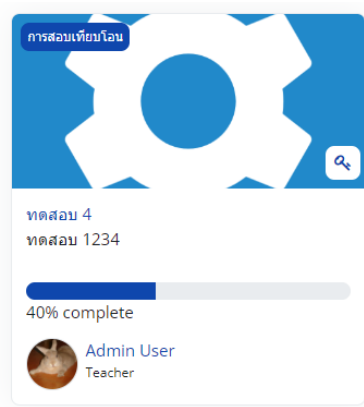 การสอบเทียบโอน
ทดสอบ 4
ทดสอบ 1234
40% complete
Admin User
Teacher